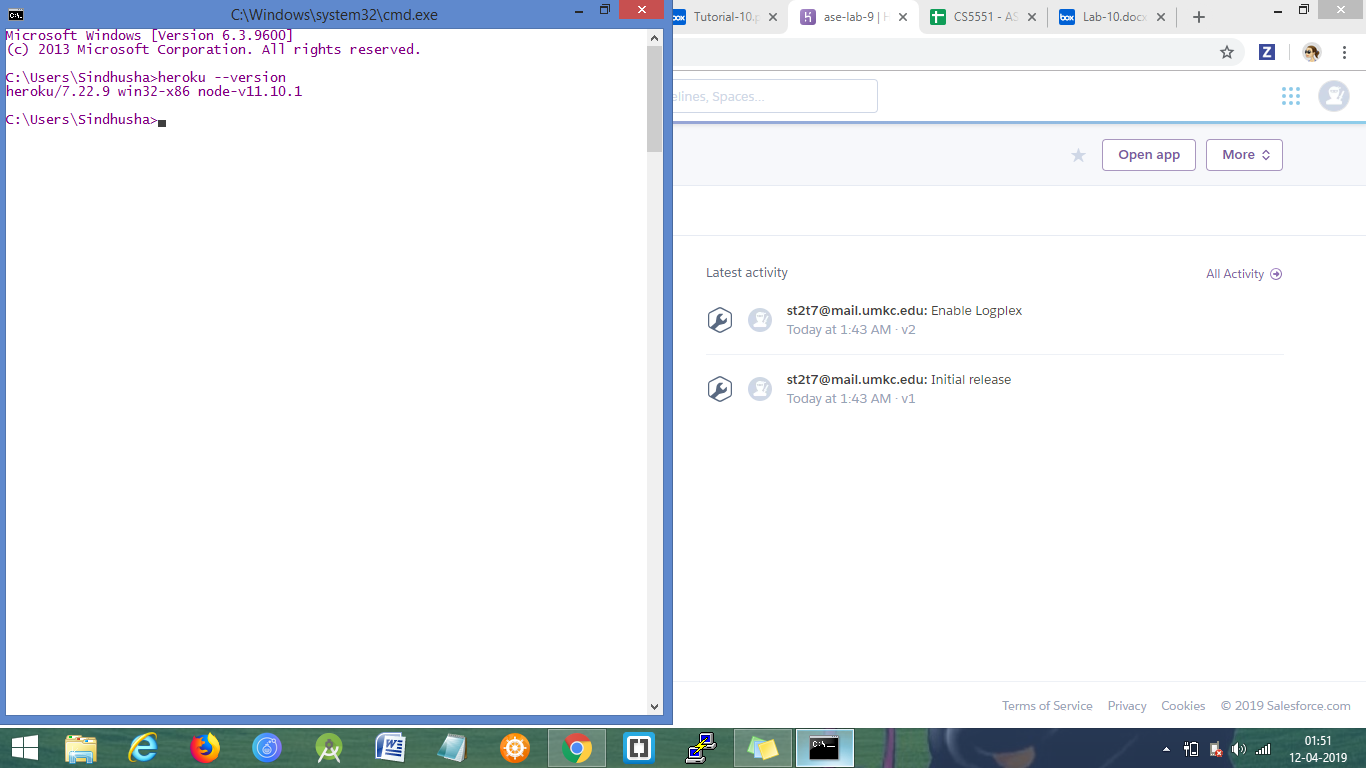 C:\Windows\system32\cmd.exe
Microsoft Windows [Version 6.3.9600]
(c) 2013 Microsoft Corporation. All rights reserved.
C:\Users\Sindhusha>heroku --version
heroku/7.22.9 win32-x86 node-v11.10.1
C:\Users\Sindhusha>
box Tutorial-10.p
ase-lab-9 | H
CS5551 - AS
box Lab-10.docx
Z
elines, Spaces...
Open app
More
Latest activity
All Activity
st2t7@mail.umkc.edu: Enable Logplex
Today at 1:43 AM · v2
st2t7@mail.umkc.edu: Initial release
Today at 1:43 AM · v1
Terms of Service Privacy Cookies © 2019 Salesforce.com
01:51
12-04-2019